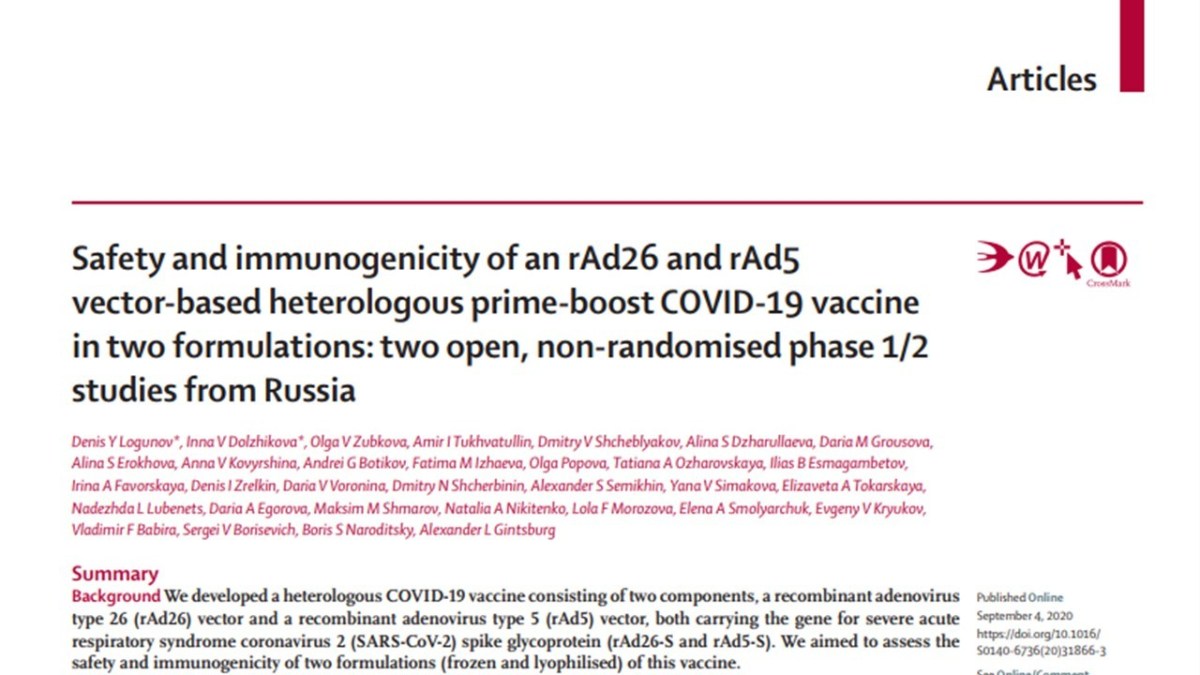 Articles
Safety and immunogenicity of an rAd26 and rAd5
vector-based heterologous prime-boost COVID-19 vaccine
in two formulations: two open, non-randomised phase 1/2
studies from Russia
W
CrossMark
Denis Y Logunov*, Inna V Dolzhikova*, Olga V Zubkova, Amir I Tukhvatullin, Dmitry V Shcheblyakov, Alina S Dzharullaeva, Daria M Grousova,
Alina S Erokhova, Anna V Kovyrshina, Andrei G Botikov, Fatima M Izhaeva, Olga Popova, Tatiana A Ozharovskaya, Ilias B Esmagambetov,
Irina A Favorskaya, Denis I Zrelkin, Daria V Voronina, Dmitry N Shcherbinin, Alexander S Semikhin, Yana V Simakova, Elizaveta A Tokarskaya,
Nadezhda L Lubenets, Daria A Egorova, Maksim M Shmarov, Natalia A Nikitenko, Lola F Morozova, Elena A Smolyarchuk, Evgeny V Kryukov,
Vladimir F Babira, Sergei V Borisevich, Boris S Naroditsky, Alexander L Gintsburg
Summary
Background We developed a heterologous COVID-19 vaccine consisting of two components, a recombinant adenovirus
type 26 (rAd26) vector and a recombinant adenovirus type 5 (rAd5) vector, both carrying the gene for severe acute
respiratory syndrome coronavirus 2 (SARS-CoV-2) spike glycoprotein (rAd26-S and rAd5-S). We aimed to assess the
safety and immunogenicity of two formulations (frozen and lyophilised) of this vaccine.
Published Online
September 4, 2020
https://doi.org/10.1016/
S0140-6736(20)31866-3
See Online/Comment